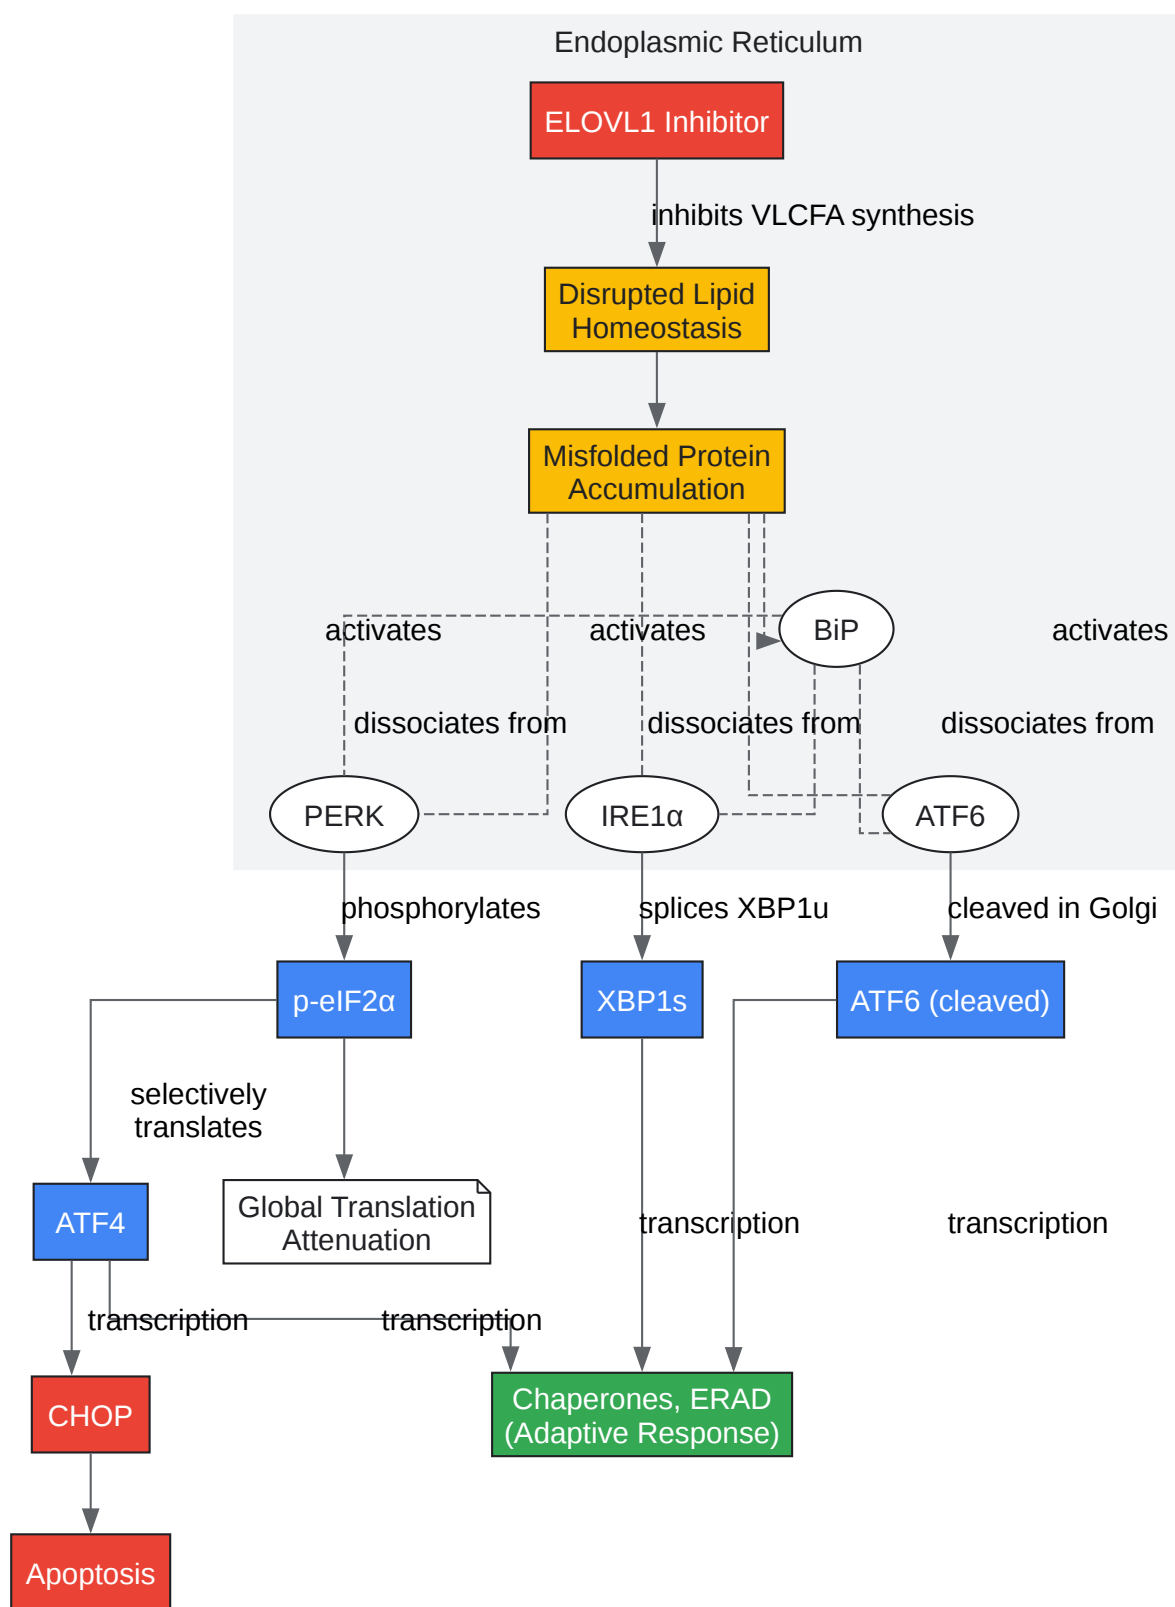 Endoplasmic Reticulum
ELOVL1 Inhibitor
inhibits VLCFA synthesis
Disrupted Lipid
Homeostasis
Misfolded Protein
Accumulation
BiP
activates
activates
activates
dissociates from
dissociates from
dissociates from
PERK
IRE1α
ATF6
phosphorylates
splices XBP1u
cleaved in Golgi
p-eIF2α
XBP1s
ATF6 (cleaved)
selectively
translates
ATF4
Global Translation
Attenuation
transcription
transcription
transcription
transcription
CHOP
Chaperones, ERAD
(Adaptive Response)
Apoptosis